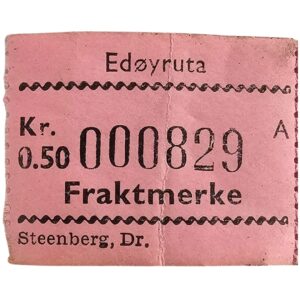 Edøyruta
Kr. 0.50 000829 A
Fraktmerke
Steenberg, Dr.